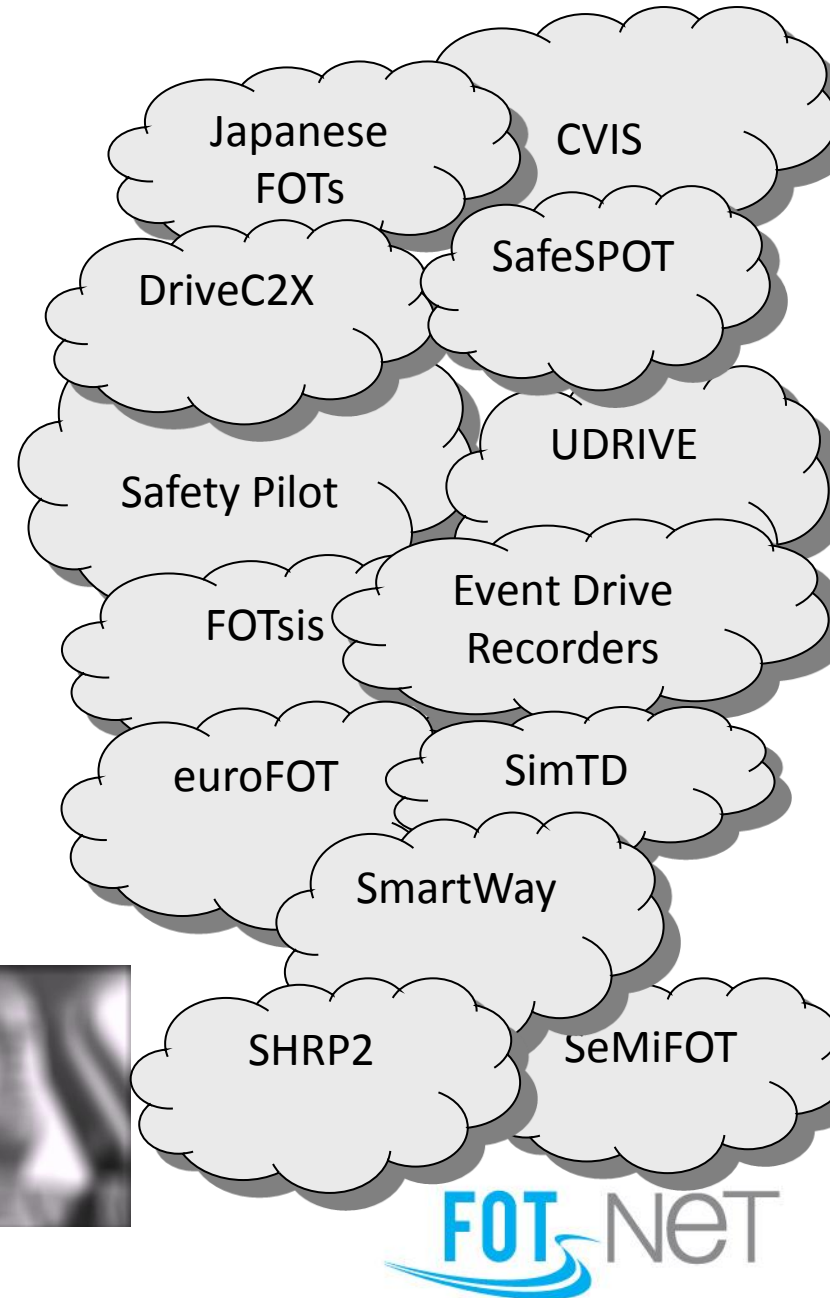 Japanese
FOTs
CVIS
DriveC2X
SafeSPOT
Safety Pilot
UDRIVE
FOTsis
Event Drive
Recorders
euroFOT
SimTD
SmartWay
SHRP2
SeMiFOT
FOT NeT